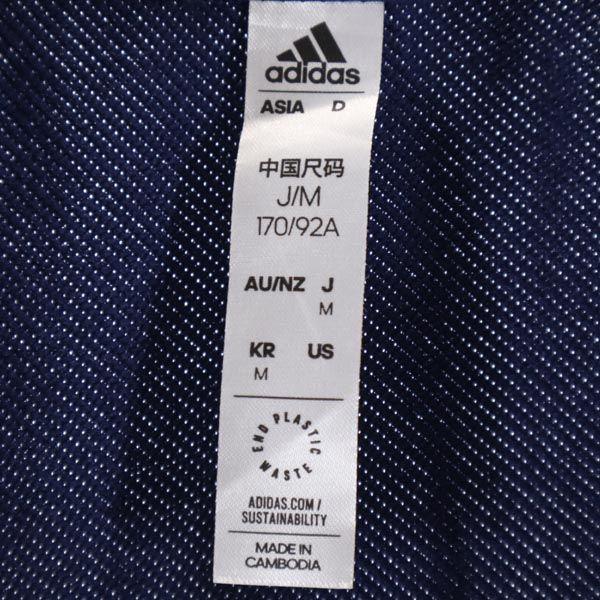 adidas
ASIA D
中国尺码
J/M
170/92A
AU/NZ J
M
KR US
M
END PLASTIC WASTE
ADIDAS.COM/
SUSTAINABILITY
MADE IN
CAMBODIA